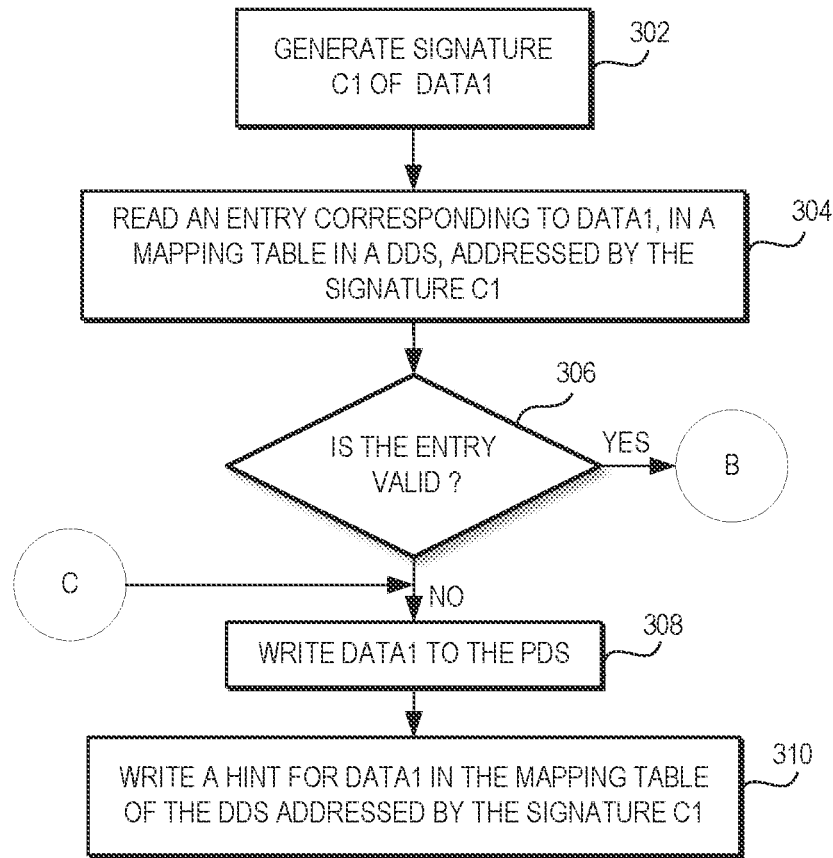 302
GENERATE SIGNATURE
C1 OF DATA1
304
READ AN ENTRY CORRESPONDING TO DATA1, IN A
MAPPING TABLE IN A DDS, ADDRESSED BY THE
SIGNATURE C1
306
IS THE ENTRY
VALID ?
YES
B
C
NO
308
WRITE DATA1 TO THE PDS
310
WRITE A HINT FOR DATA1 IN THE MAPPING TABLE
OF THE DDS ADDRESSED BY THE SIGNATURE C1